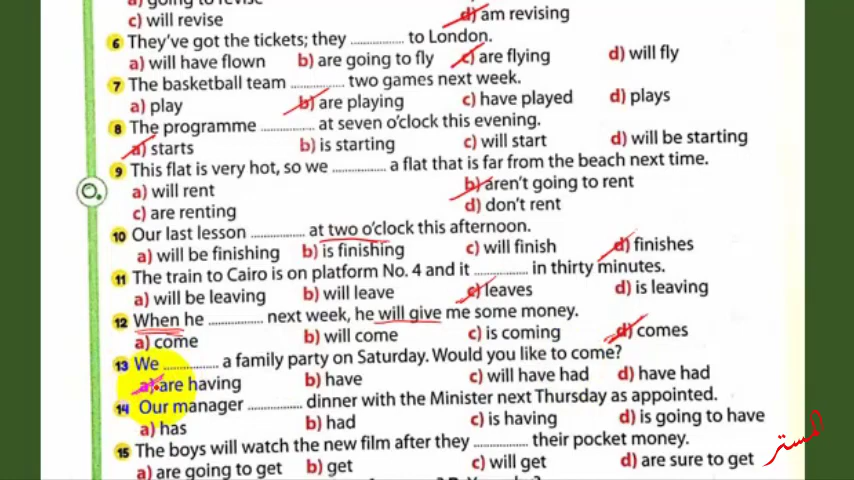 a) going to revise
c) will revise d) am revising
6 They've got the tickets; they ............ to London.
a) will have flown b) are going to fly c) are flying d) will fly
7 The basketball team ............ two games next week.
a) play b) are playing c) have played d) plays
8 The programme ............ at seven o'clock this evening.
a) starts b) is starting c) will start d) will be starting
9 This flat is very hot, so we ............ a flat that is far from the beach next time.
a) will rent b) aren't going to rent
c) are renting d) don't rent
10 Our last lesson ............ at two o'clock this afternoon.
a) will be finishing b) is finishing c) will finish d) finishes
11 The train to Cairo is on platform No. 4 and it ............ in thirty minutes.
a) will be leaving b) will leave c) leaves d) is leaving
12 When he ............ next week, he will give me some money.
a) come b) will come c) is coming d) comes
13 We ............ a family party on Saturday. Would you like to come?
a) are having b) have c) will have had d) have had
14 Our manager ............ dinner with the Minister next Thursday as appointed.
a) has b) had c) is having d) is going to have
15 The boys will watch the new film after they ............ their pocket money.
a) are going to get b) get c) will get d) are sure to get
المستر